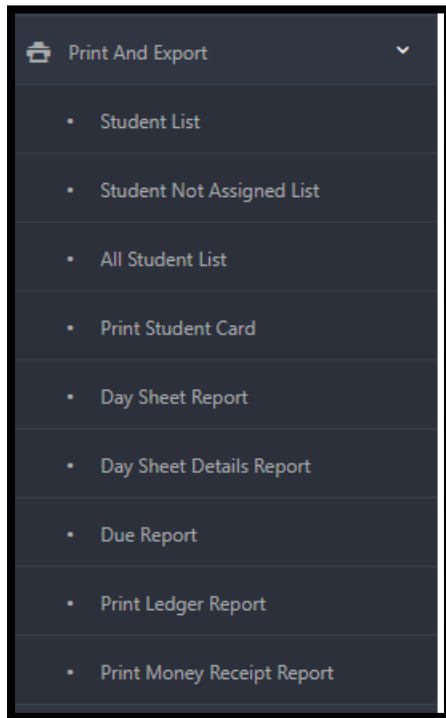 Print And Export
Student List
Student Not Assigned List
All Student List
Print Student Card
Day Sheet Report
Day Sheet Details Report
Due Report
Print Ledger Report
Print Money Receipt Report